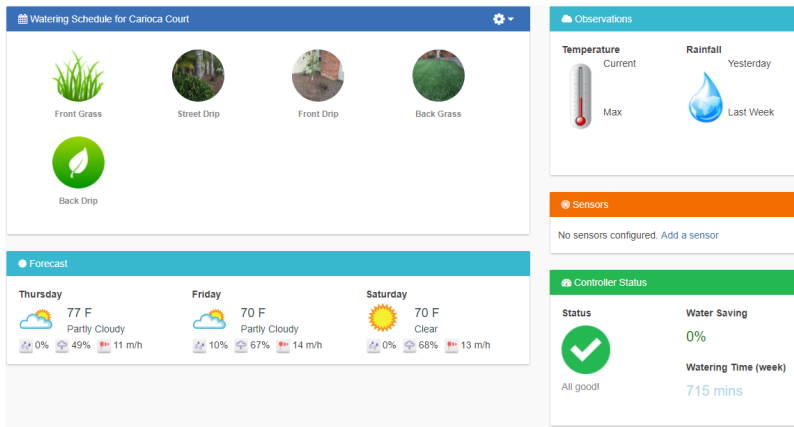 Watering Schedule for Carioca Court
Front Grass
Street Drip
Front Drip
Back Grass
Back Drip
Forecast
Thursday
77 F
Partly Cloudy
0% 49% 11 m/h
Friday
70 F
Partly Cloudy
10% 67% 14 m/h
Saturday
70 F
Clear
0% 68% 13 m/h
Observations
Temperature
Current
Max
Rainfall
Yesterday
Last Week
Sensors
No sensors configured. Add a sensor
Controller Status
Status
All good!
Water Saving
0%
Watering Time (week)
715 mins